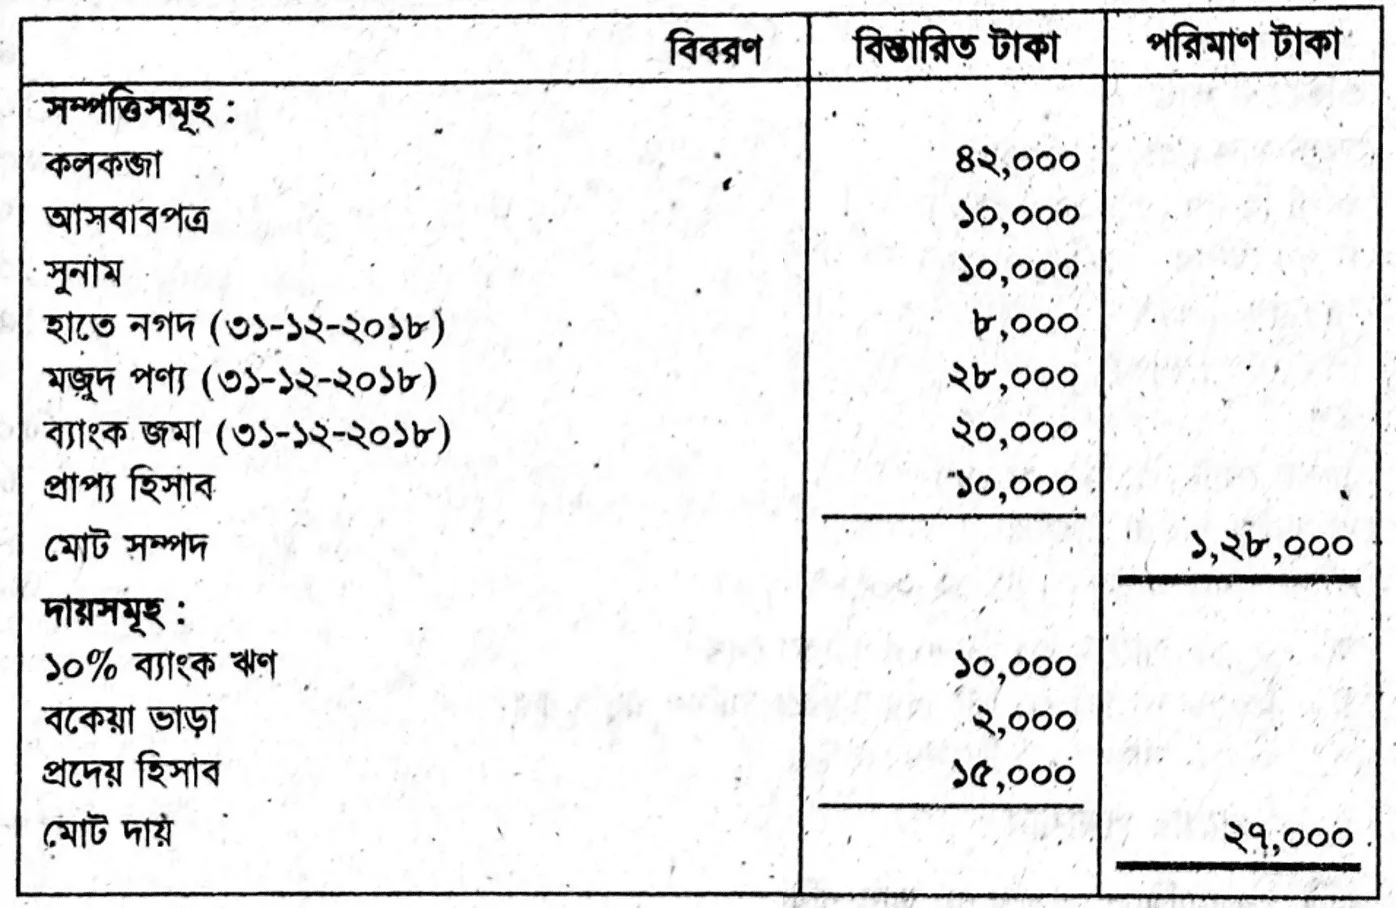 বিবরণ বিস্তারিত টাকা পরিমাণ টাকা
সম্পত্তিসমূহ :
কলকব্জা ৪২,০০০
আসবাবপত্র ১০,০০০
সুনাম ১০,০০০
হাতে নগদ (৩১-১২-২০১৮) ৮,০০০
মজুদ পণ্য (৩১-১২-২০১৮) ২৮,০০০
ব্যাংক জমা (৩১-১২-২০১৮) ২০,০০০
প্রাপ্য হিসাব ১০,০০০
মোট সম্পদ ১,২৮,০০০
দায়সমূহ :
১০% ব্যাংক ঋণ ১০,০০০
বকেয়া ভাড়া ২,০০০
প্রদেয় হিসাব ১৫,০০০
মোট দায় ২৭,০০০